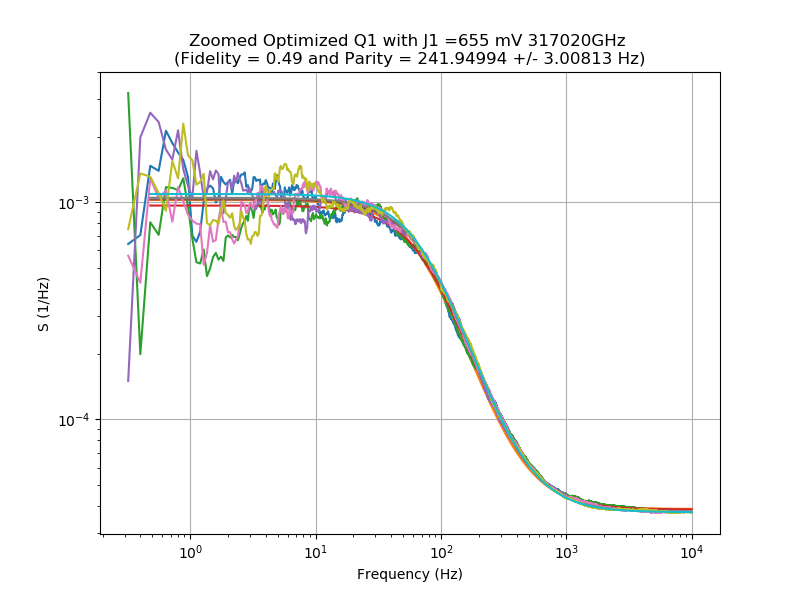 Zoomed Optimized Q1 with J1 =655 mV 317020GHz
(Fidelity = 0.49 and Parity = 241.94994 +/- 3.00813 Hz)
10⁻³
10⁻⁴
S (1/Hz)
10⁰ 10¹ 10² 10³ 10⁴
Frequency (Hz)